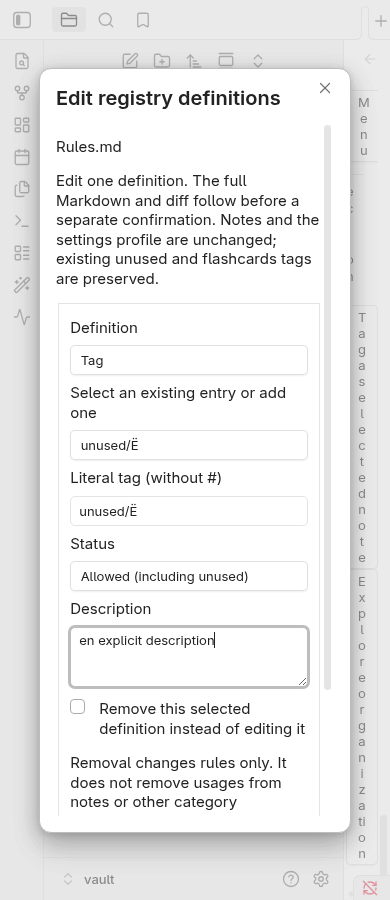 Edit registry definitions
Rules.md
Edit one definition. The full
Markdown and diff follow before a
separate confirmation. Notes and the
settings profile are unchanged;
existing unused and flashcards tags
are preserved.
Definition
Tag
Select an existing entry or add
one
unused/Ë
Literal tag (without #)
unused/Ë
Status
Allowed (including unused)
Description
en explicit description
Remove this selected
definition instead of editing it
Removal changes rules only. It
does not remove usages from
notes or other category
vault
M
e
n
u
T
a
g
a
s
e
l
e
c
t
e
d
n
o
t
e
E
x
p
l
o
r
e
o
r
g
a
n
i
z
a
ti
o
n